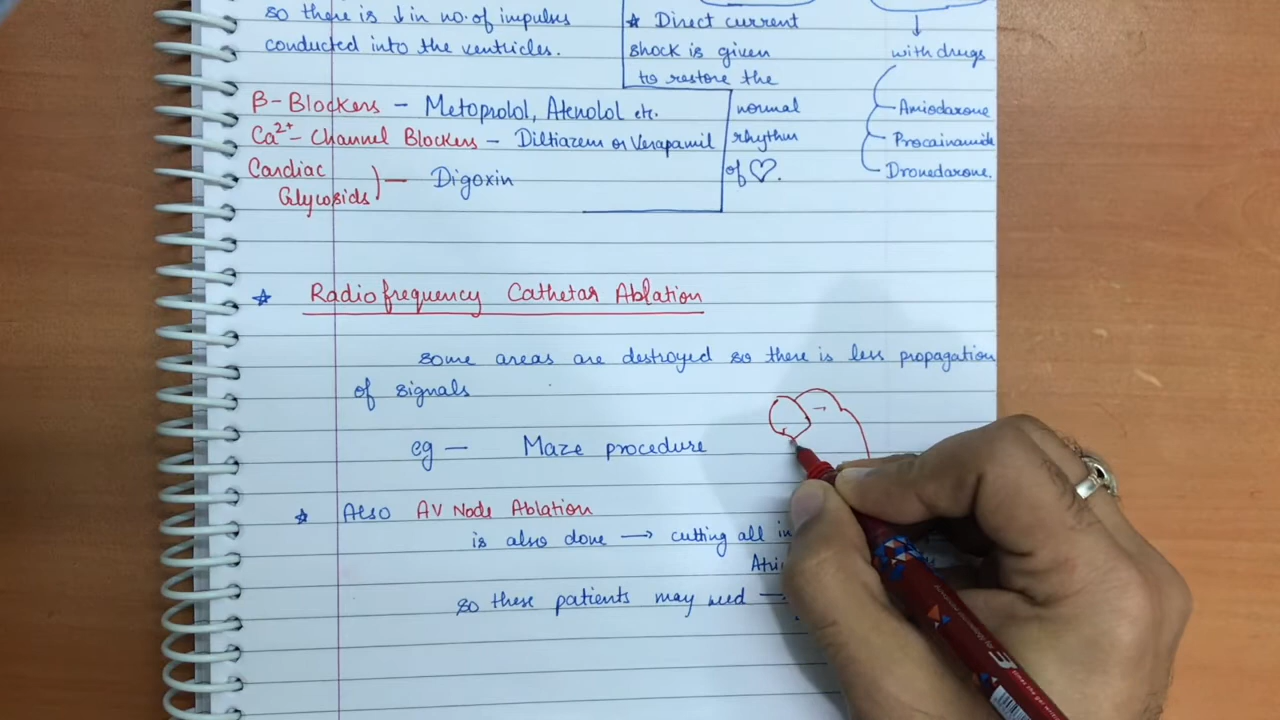 so there is ↓ in no. of impulses
conducted into the ventricles.
β-Blockers - Metoprolol, Atenolol etc.
Ca²⁺-Channel Blockers - Diltiazem or Verapamil
Cardiac
Glycosids ) — Digoxin
★ Direct current
shock is given
to restore the
normal
rhythm
of ♡.
↓
with drugs
Amiodarone
Procainamide
Dronedarone.
★ Radiofrequency Cathetar Ablation
some areas are destroyed so there is less propagation
of signals
eg — Maze procedure
★ Also AV Node Ablation
is also done → cutting all
so these patients may need →